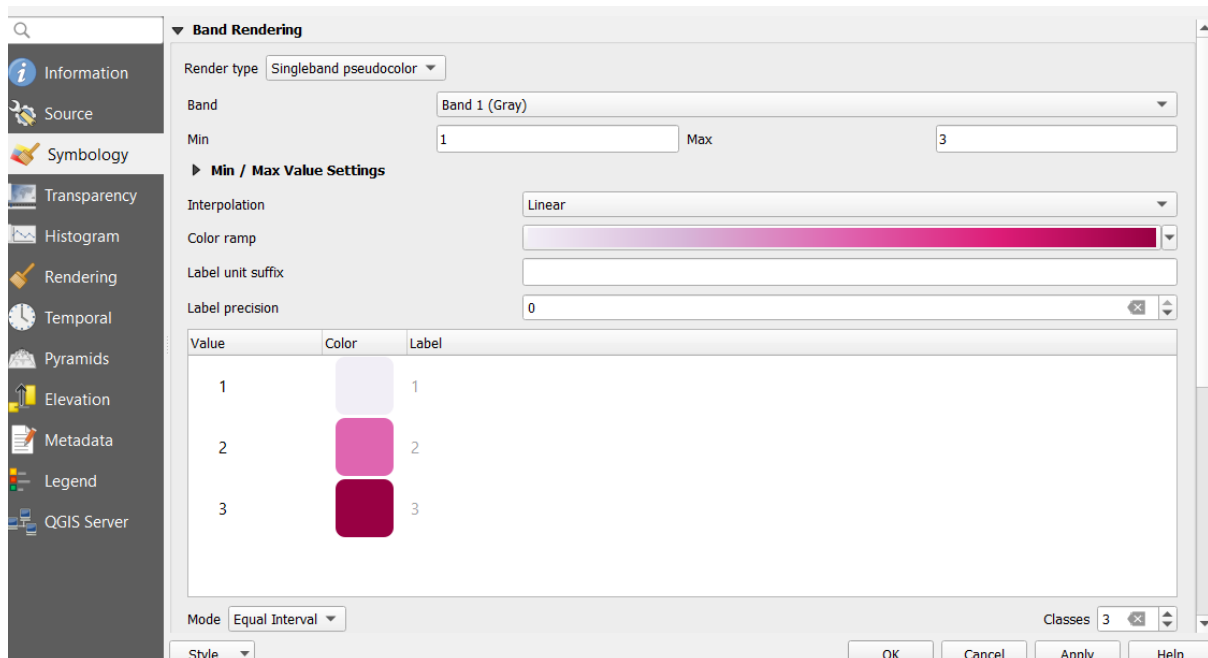 Band Rendering
Information
Render type Singleband pseudocolor
Source
Band Band 1 (Gray)
Symbology
Min 1 Max 3
Min / Max Value Settings
Transparency
Interpolation Linear
Histogram
Color ramp
Rendering
Label unit suffix
Temporal
Label precision 0
Pyramids
Value Color Label
Elevation
1 1
Metadata
2 2
Legend
3 3
QGIS Server
Mode Equal Interval Classes 3
Style OK Cancel Apply Help